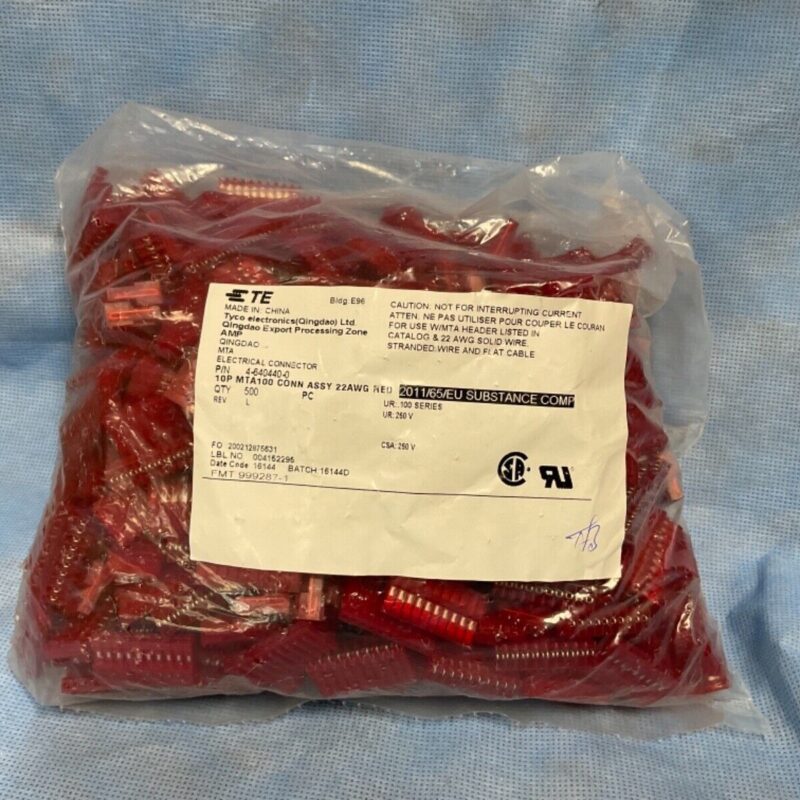 TE
Bldg. E96
MADE IN: CHINA
Tyco electronics(Qingdao) Ltd.
Qingdao Export Processing Zone
AMP
QINGDAO
MTA
ELECTRICAL CONNECTOR
P/N 4-640440-0
10P MTA100 CONN ASSY 22AWG RED
QTY 500 PC
REV L
FO 200212875631
LBL NO. 004152295
Date Code: 16144 BATCH:16144D
FMT 999287-1
CAUTION: NOT FOR INTERRUPTING CURRENT
ATTEN. NE PAS UTILISER POUR COUPER LE COURAN
FOR USE W/MTA HEADER LISTED IN
CATALOG & 22 AWG SOLID WIRE,
STRANDED:WIRE AND FLAT CABLE
2011/65/EU SUBSTANCE COMP
UR: 100 SERIES
UR: 250 V
CSA: 250 V